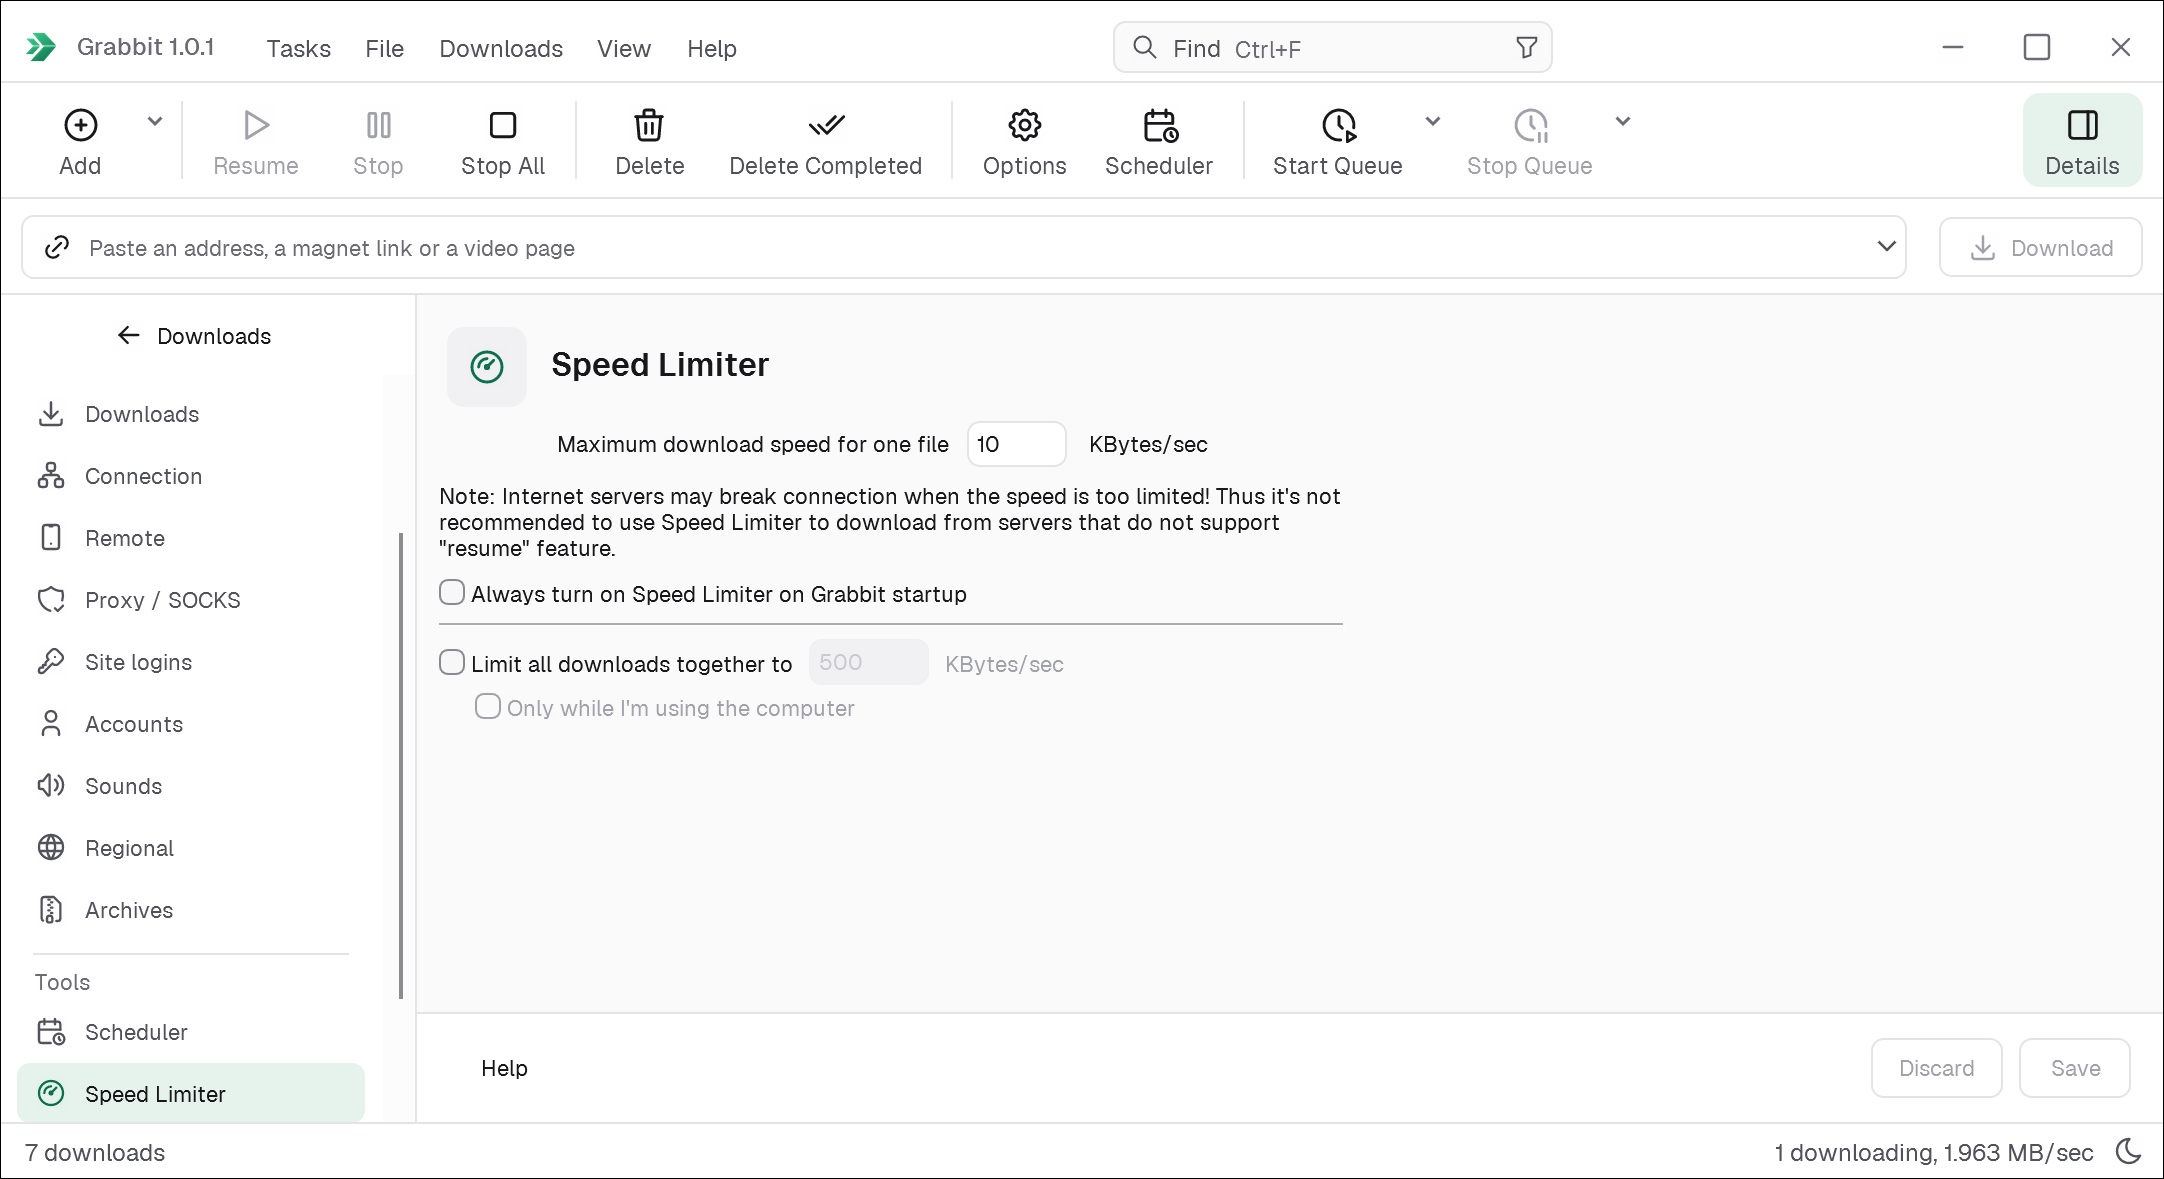 Grabbit 1.0.1
Tasks File Downloads View Help
Find Ctrl+F
Add
Resume
Stop
Stop All
Delete
Delete Completed
Options
Scheduler
Start Queue
Stop Queue
Details
Paste an address, a magnet link or a video page
Download
Downloads
Downloads
Connection
Remote
Proxy / SOCKS
Site logins
Accounts
Sounds
Regional
Archives
Tools
Scheduler
Speed Limiter
Speed Limiter
Maximum download speed for one file 10 KBytes/sec
Note: Internet servers may break connection when the speed is too limited! Thus it's not
recommended to use Speed Limiter to download from servers that do not support
"resume" feature.
Always turn on Speed Limiter on Grabbit startup
Limit all downloads together to 500 KBytes/sec
Only while I'm using the computer
Help
Discard
Save
7 downloads
1 downloading, 1.963 MB/sec